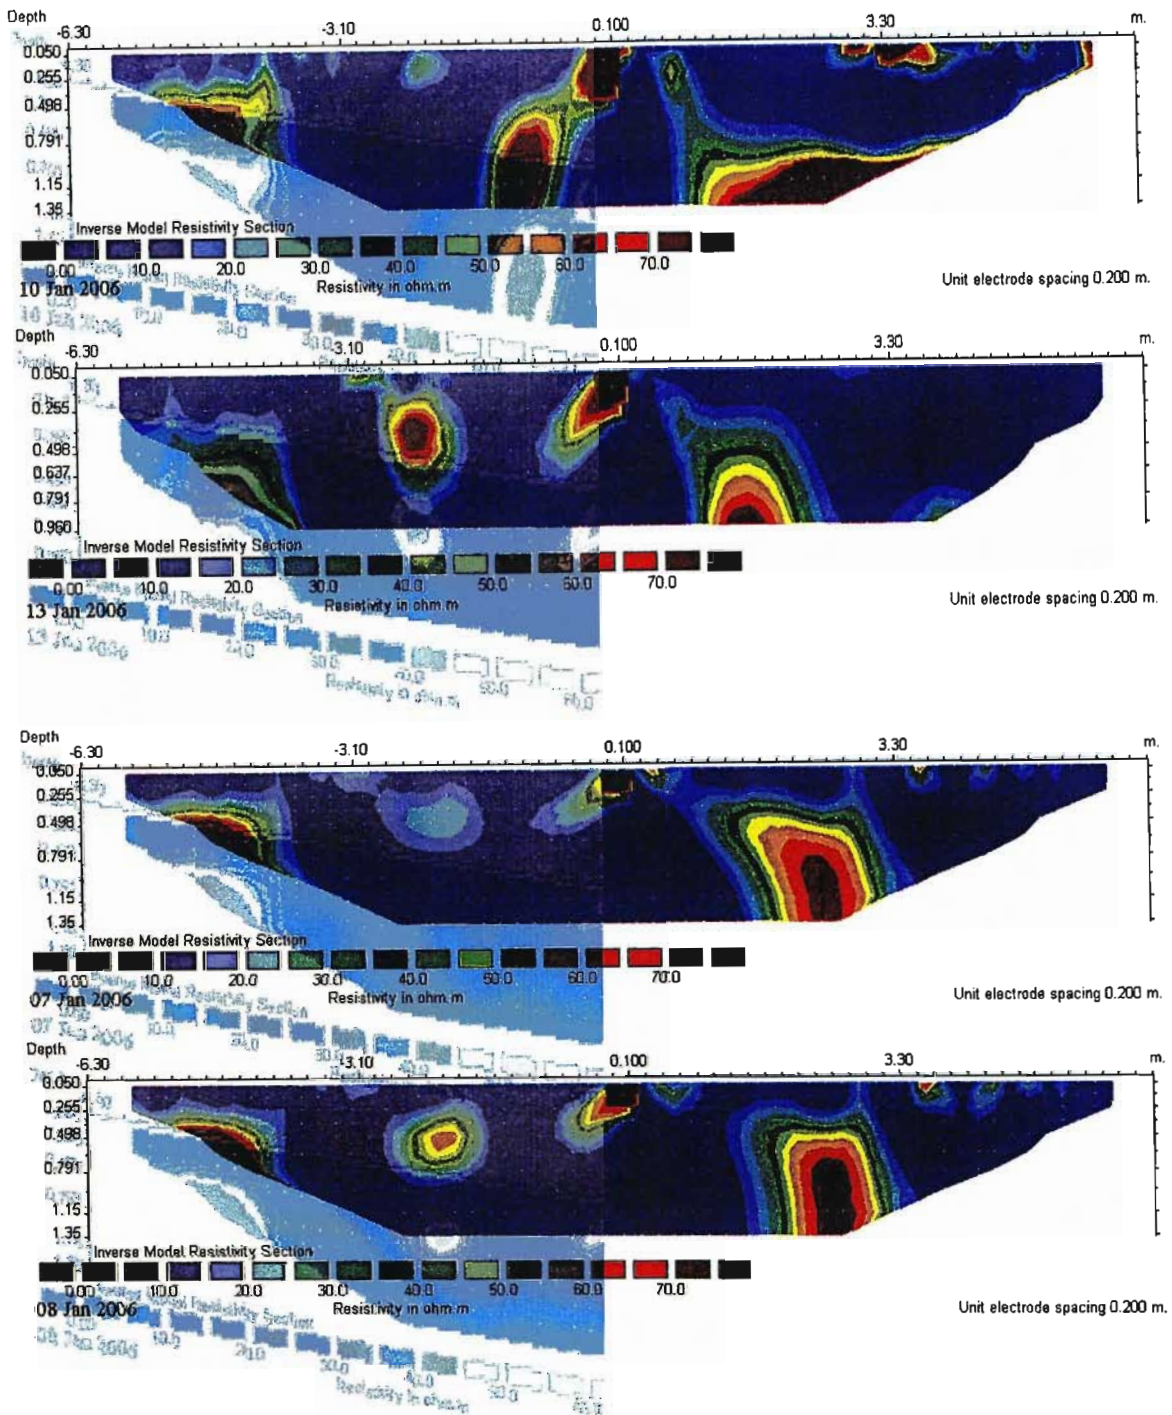 Depth
-6.30 -3.10 0.100 3.30 m.
0.050
0.255
0.498
0.791
1.15
1.35
Inverse Model Resistivity Section
0.00 10.0 20.0 30.0 40.0 50.0 60.0 70.0
10 Jan 2006 Resistivity in ohm.m Unit electrode spacing 0.200 m.
Depth
-6.30 -3.10 0.100 3.30 m.
0.050
0.255
0.498
0.637
0.791
0.960
Inverse Model Resistivity Section
0.00 10.0 20.0 30.0 40.0 50.0 60.0 70.0
13 Jan 2006 Resistivity in ohm.m Unit electrode spacing 0.200 m.
Depth
-6.30 -3.10 0.100 3.30 m.
0.050
0.255
0.498
0.791
1.15
1.35
Inverse Model Resistivity Section
0.00 10.0 20.0 30.0 40.0 50.0 60.0 70.0
07 Jan 2006 Resistivity in ohm.m Unit electrode spacing 0.200 m.
Depth
-6.30 -3.10 0.100 3.30 m.
0.050
0.255
0.498
0.791
1.15
1.35
Inverse Model Resistivity Section
0.00 10.0 20.0 30.0 40.0 50.0 60.0 70.0
08 Jan 2006 Resistivity in ohm.m Unit electrode spacing 0.200 m.